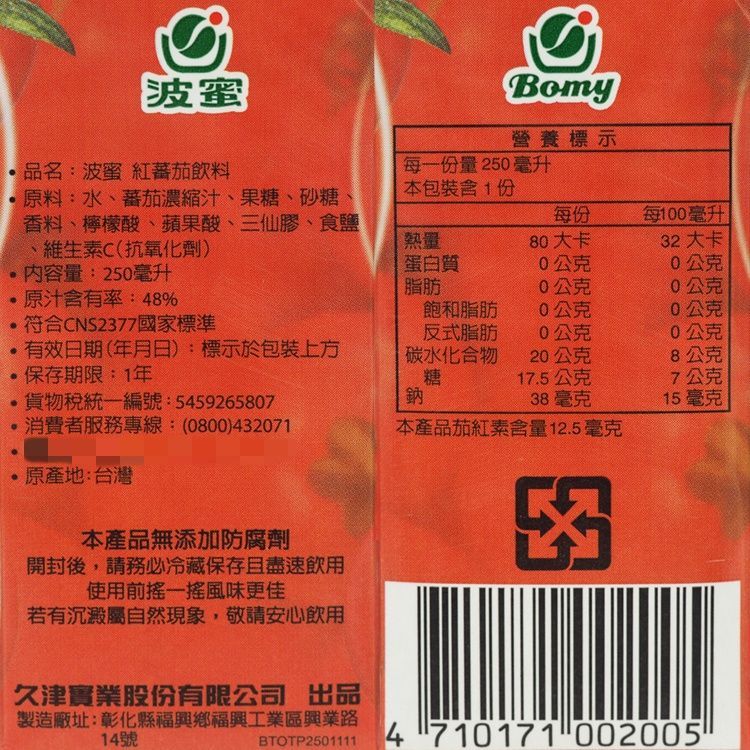 波蜜
• 品名：波蜜 紅蕃茄飲料
• 原料：水、蕃茄濃縮汁、果糖、砂糖、
香料、檸檬酸、蘋果酸、三仙膠、食鹽
、維生素C(抗氧化劑)
• 內容量：250毫升
• 原汁含有率：48%
• 符合CNS2377國家標準
• 有效日期(年月日)：標示於包裝上方
• 保存期限：1年
• 貨物稅統一編號：5459265807
• 消費者服務專線：(0800)432071
• 原產地:台灣
本產品無添加防腐劑
開封後，請務必冷藏保存且盡速飲用
使用前搖一搖風味更佳
若有沉澱屬自然現象，敬請安心飲用
久津實業股份有限公司 出品
製造廠址:彰化縣福興鄉福興工業區興業路
14號
BTOTP2501111
Bomy
營養標示
每一份量 250 毫升
本包裝含 1 份
每份 每100毫升
熱量 80 大卡 32 大卡
蛋白質 0 公克 0 公克
脂肪 0 公克 0 公克
飽和脂肪 0 公克 0 公克
反式脂肪 0 公克 0 公克
碳水化合物 20 公克 8 公克
糖 17.5 公克 7 公克
鈉 38 毫克 15 毫克
本產品茄紅素含量12.5 毫克
4 710171 002005